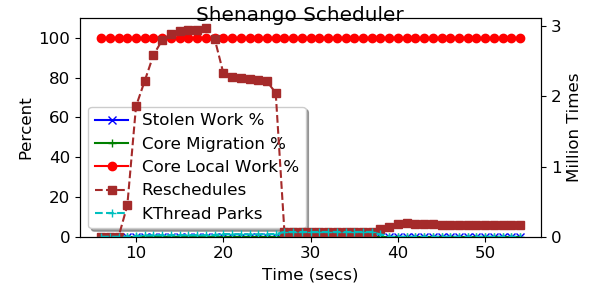 Shenango Scheduler
100
80
60
40
20
0
Percent
3
2
1
0
Million Times
Stolen Work %
Core Migration %
Core Local Work %
Reschedules
KThread Parks
10 20 30 40 50
Time (secs)